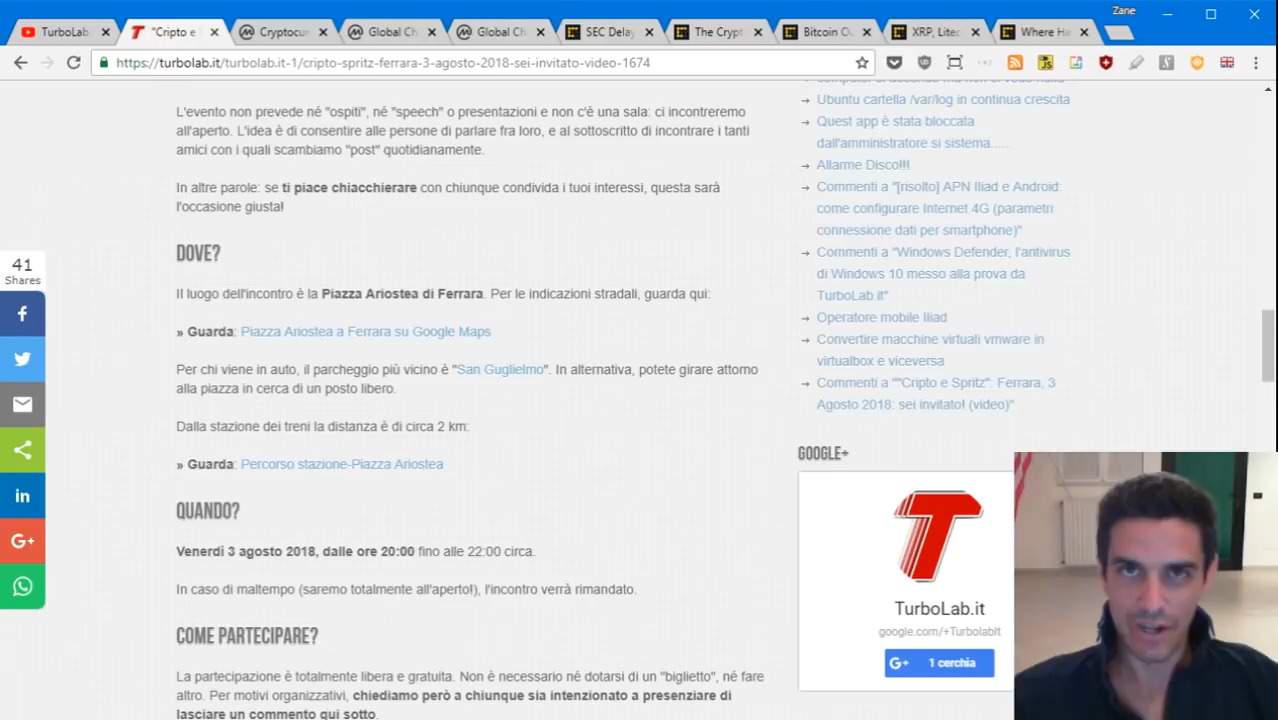 Zane
TurboLab
"Cripto e
Cryptocur
Global Ch
Global Ch
SEC Delay
The Crypt
Bitcoin O
XRP, Litec
Where Ha
https://turbolab.it/turbolab.it-1/cripto-spritz-ferrara-3-agosto-2018-sei-invitato-video-1674
L'evento non prevede né "ospiti", né "speech" o presentazioni e non c'è una sala: ci incontreremo
all'aperto. L'idea è di consentire alle persone di parlare fra loro, e al sottoscritto di incontrare i tanti
amici con i quali scambiamo "post" quotidianamente.
In altre parole: se ti piace chiacchierare con chiunque condivida i tuoi interessi, questa sarà
l'occasione giusta!
DOVE?
Il luogo dell'incontro è la Piazza Ariostea di Ferrara. Per le indicazioni stradali, guarda qui:
» Guarda: Piazza Ariostea a Ferrara su Google Maps
Per chi viene in auto, il parcheggio più vicino è "San Guglielmo". In alternativa, potete girare attorno
alla piazza in cerca di un posto libero.
Dalla stazione dei treni la distanza è di circa 2 km:
» Guarda: Percorso stazione-Piazza Ariostea
QUANDO?
Venerdì 3 agosto 2018, dalle ore 20:00 fino alle 22:00 circa.
In caso di maltempo (saremo totalmente all'aperto!), l'incontro verrà rimandato.
COME PARTECIPARE?
La partecipazione è totalmente libera e gratuita. Non è necessario né dotarsi di un "biglietto", né fare
altro. Per motivi organizzativi, chiediamo però a chiunque sia intenzionato a presenziare di
lasciare un commento qui sotto.
41
Shares
Ubuntu cartella /var/log in continua crescita
Quest app è stata bloccata
dall'amministratore si sistema......
Allarme Disco!!!
Commenti a "[risolto] APN Iliad e Android:
come configurare Internet 4G (parametri
connessione dati per smartphone)"
Commenti a "Windows Defender, l'antivirus
di Windows 10 messo alla prova da
TurboLab.it"
Operatore mobile Iliad
Convertire macchine virtuali vmware in
virtualbox e viceversa
Commenti a ""Cripto e Spritz": Ferrara, 3
Agosto 2018: sei invitato! (video)"
GOOGLE+
TurboLab.it
google.com/+TurbolabIt
G+ 1 cerchia